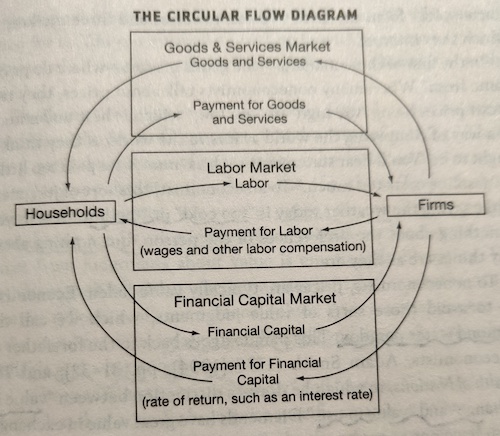 THE CIRCULAR FLOW DIAGRAM
Goods & Services Market
Goods and Services
Payment for Goods
and Services
Labor Market
Labor
Households
Firms
Payment for Labor
(wages and other labor compensation)
Financial Capital Market
Financial Capital
Payment for Financial
Capital
(rate of return, such as an interest rate)